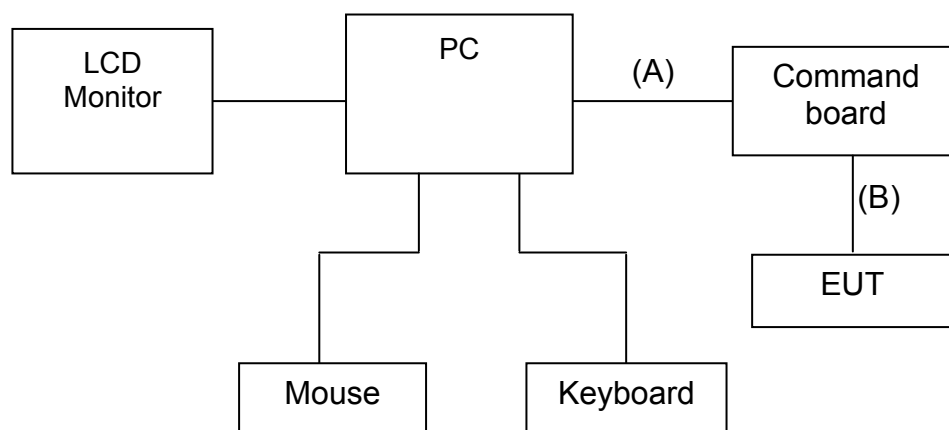 LCD
Monitor
PC
(A)
Command
board
(B)
EUT
Mouse
Keyboard